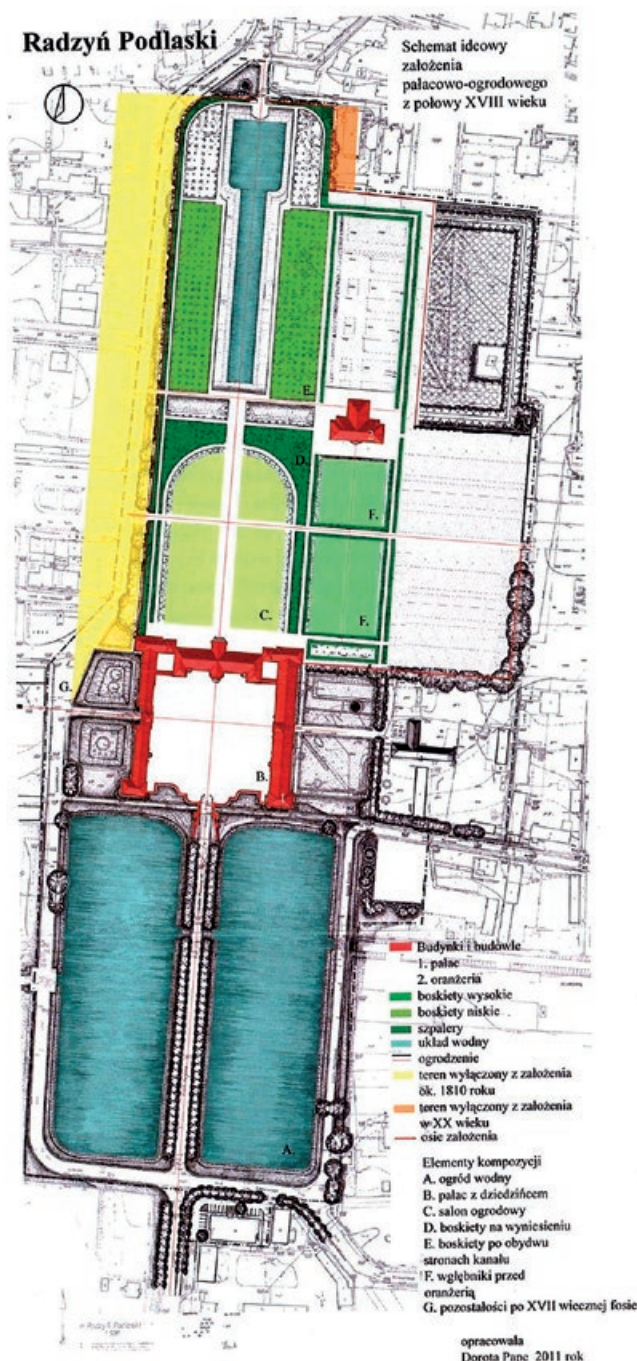 Radzyń Podlaski
Schemat ideowy
założenia
pałacowo-ogrodowego
z połowy XVIII wieku
E.
D.
F.
C.
F.
G.
B.
A.
Budynki i budowle
1. pałac
2. oranżeria
boskiety wysokie
boskiety niskie
szpalery
układ wodny
ogrodzenie
teren wyłączony z założenia
ok. 1810 roku
teren wyłączony z założenia
w XX wieku
osie założenia
Elementy kompozycji
A. ogród wodny
B. pałac z dziedzińcem
C. salon ogrodowy
D. boskiety na wyniesieniu
E. boskiety po obydwu
stronach kanału
F. wgłębniki przed
oranżerią
G. pozostałości po XVII wiecznej fosie
opracowała
Dorota Pape 2011 rok